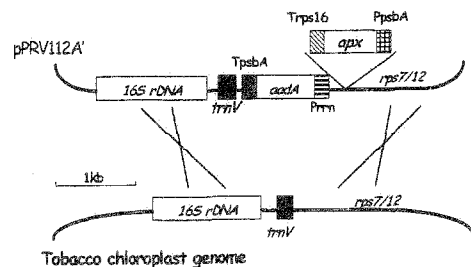 Trps16 PpsbA
apx
pPRV112A'
TpsbA
rps7/12
16S rDNA aadA
trnV Prrn
1kb
rps7/12
16S rDNA
trnV
Tobacco chloroplast genome